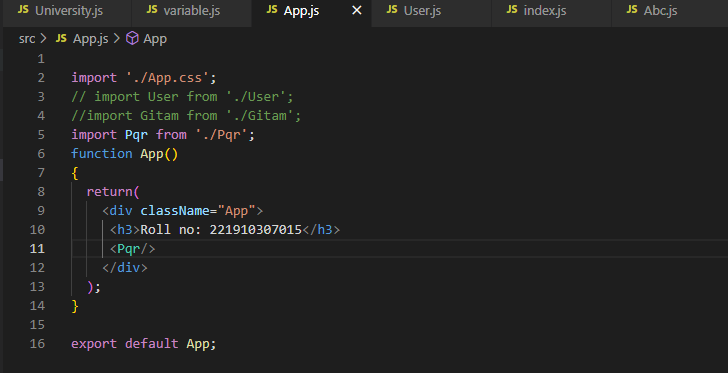 JS University.js JS variable.js JS App.js × JS User.js JS index.js JS Abc.js
src > JS App.js > App
1
2 import './App.css';
3 // import User from './User';
4 //import Gitam from './Gitam';
5 import Pqr from './Pqr';
6 function App()
7 {
8 return(
9 <div className="App">
10 <h3>Roll no: 221910307015</h3>
11 <Pqr/>
12 </div>
13 );
14 }
15
16 export default App;